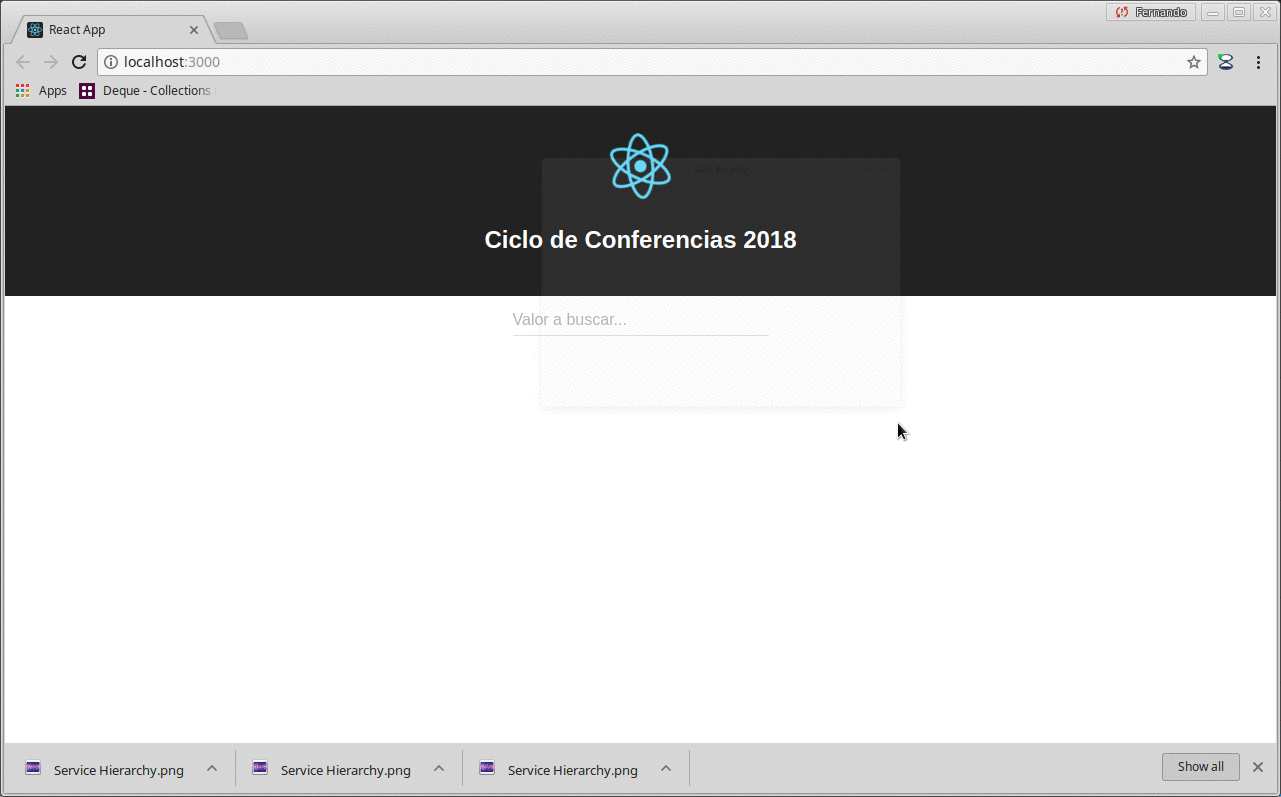 Fernando
React App
localhost:3000
Apps Deque - Collections
Ciclo de Conferencias 2018
Valor a buscar...
Service Hierarchy.png Service Hierarchy.png Service Hierarchy.png Show all